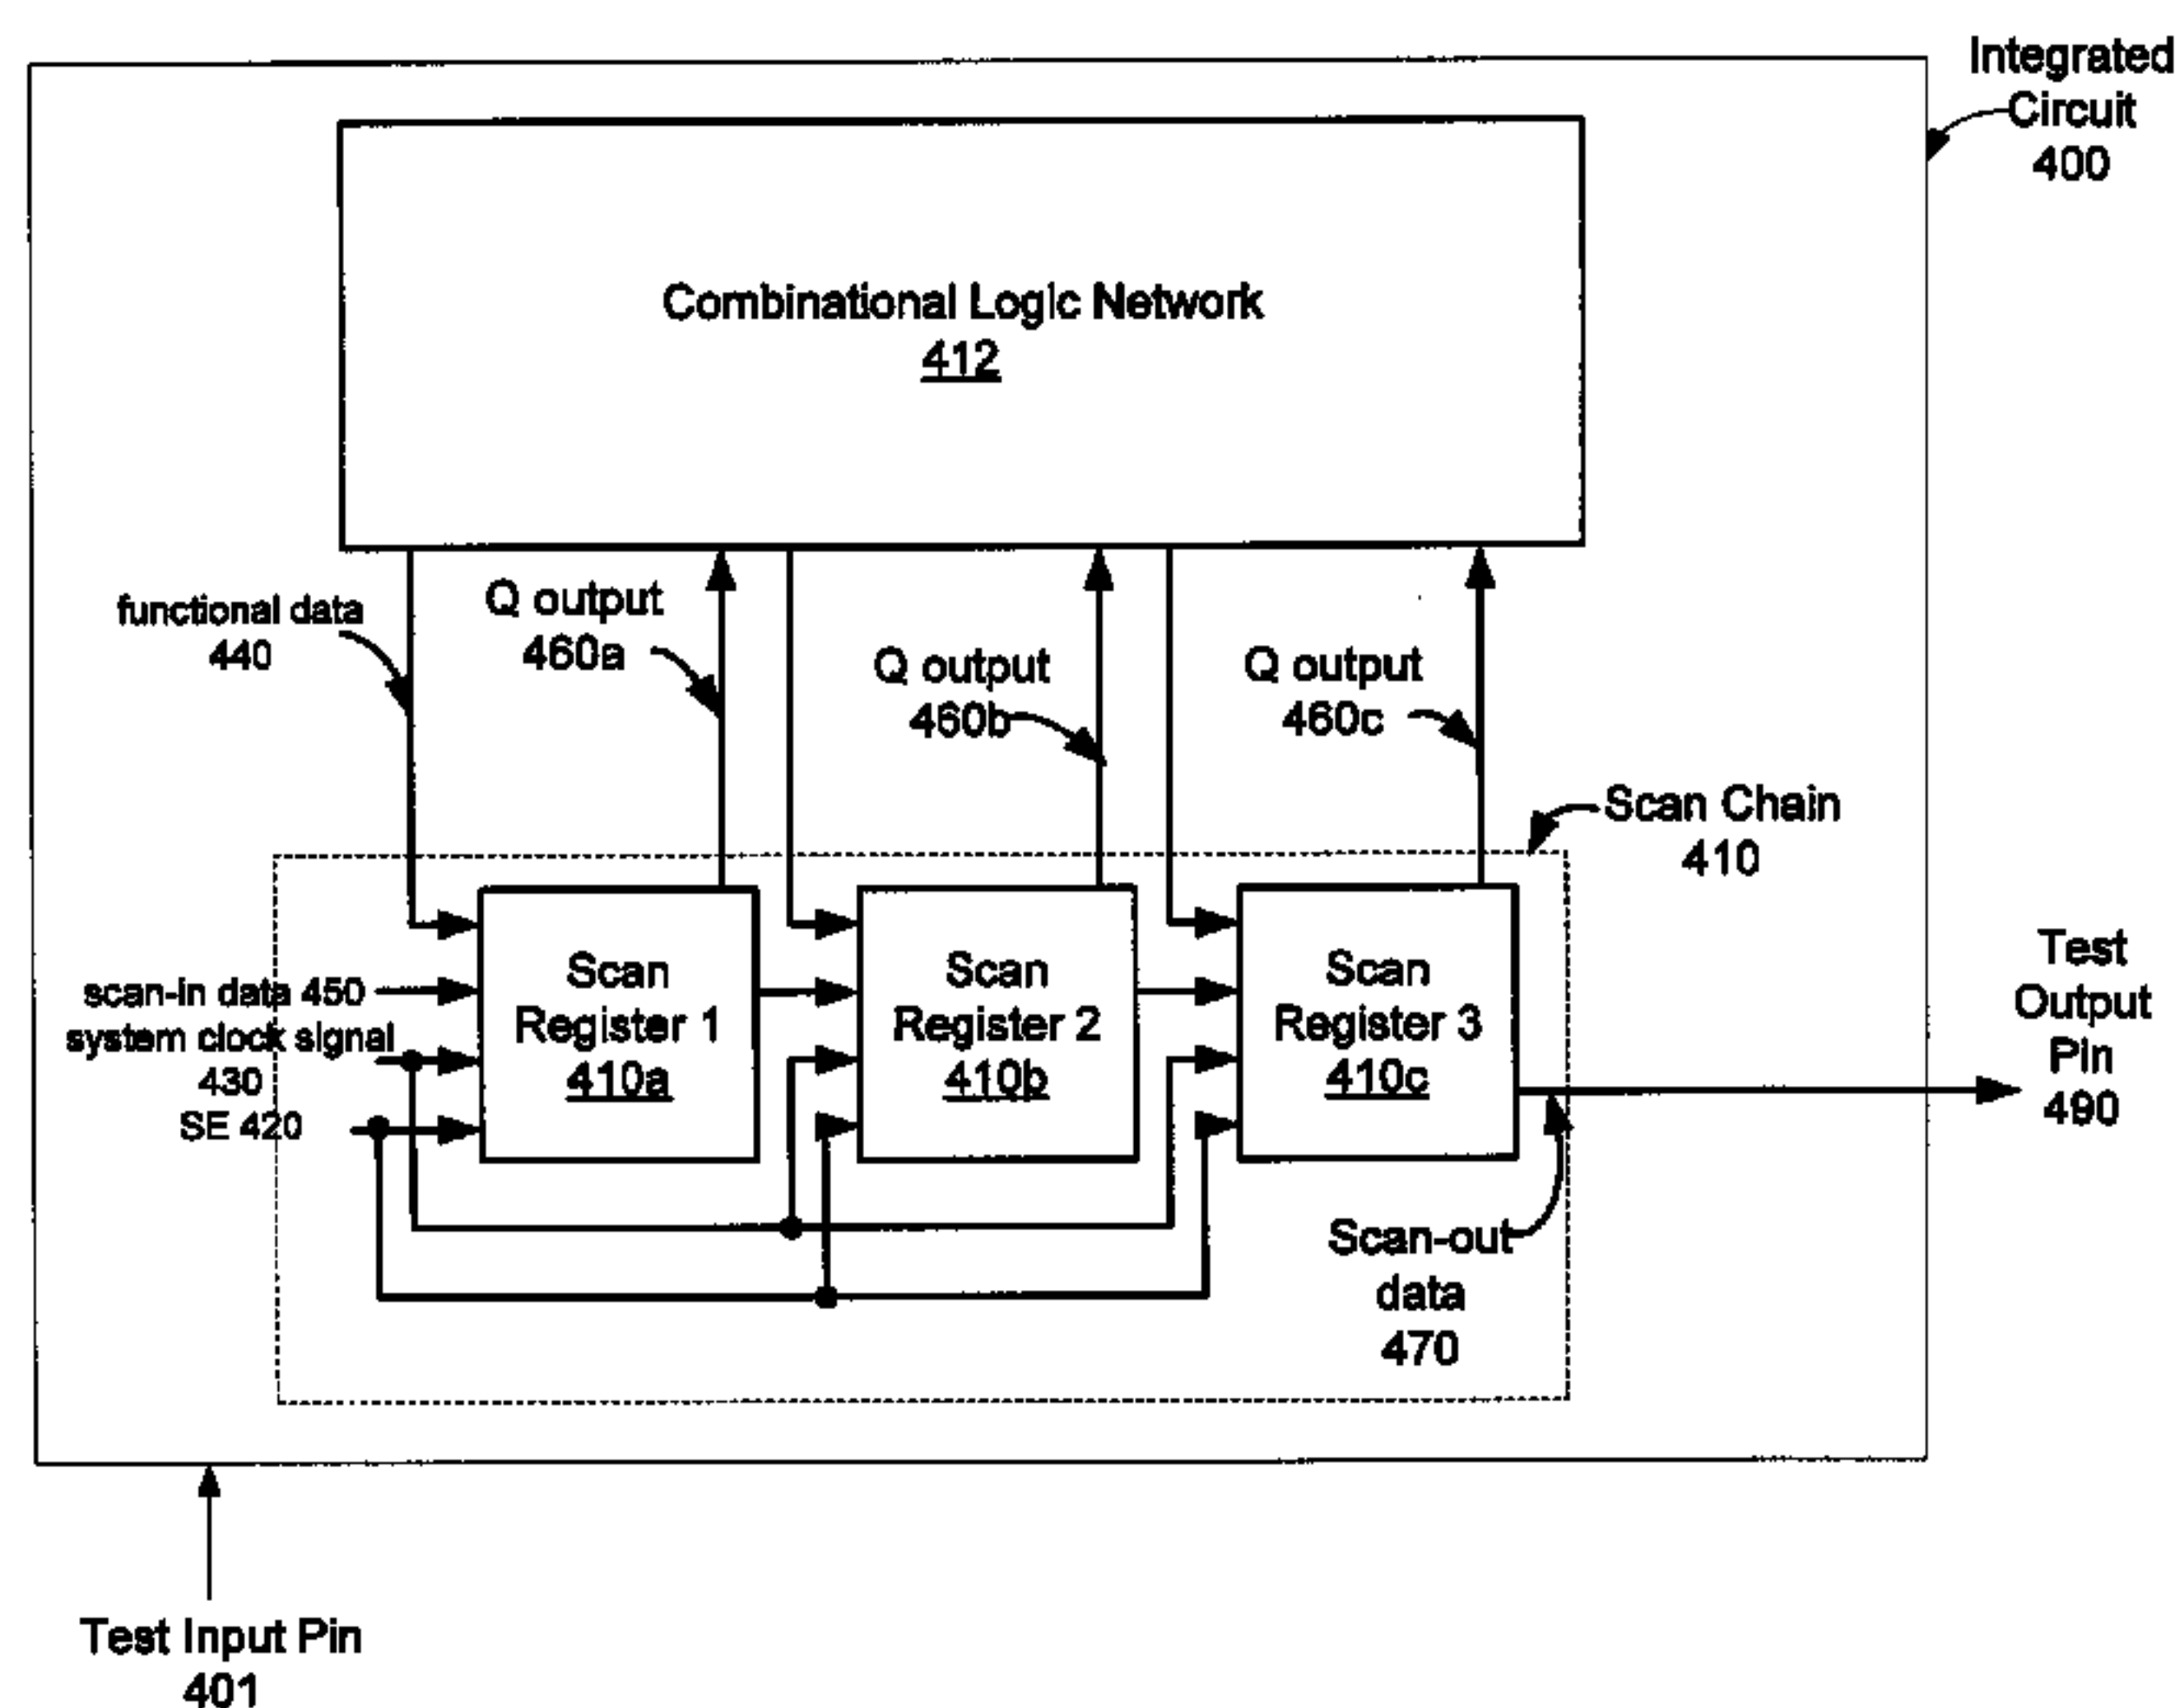 Integrated
Circuit
400
Combinational Logic Network
412
functional data
440
Q output
460a
Q output
460b
Q output
460c
Scan Chain
410
scan-in data 450
system clock signal
430
SE 420
Scan
Register 1
410a
Scan
Register 2
410b
Scan
Register 3
410c
Test
Output
Pin
490
Scan-out
data
470
Test Input Pin
401